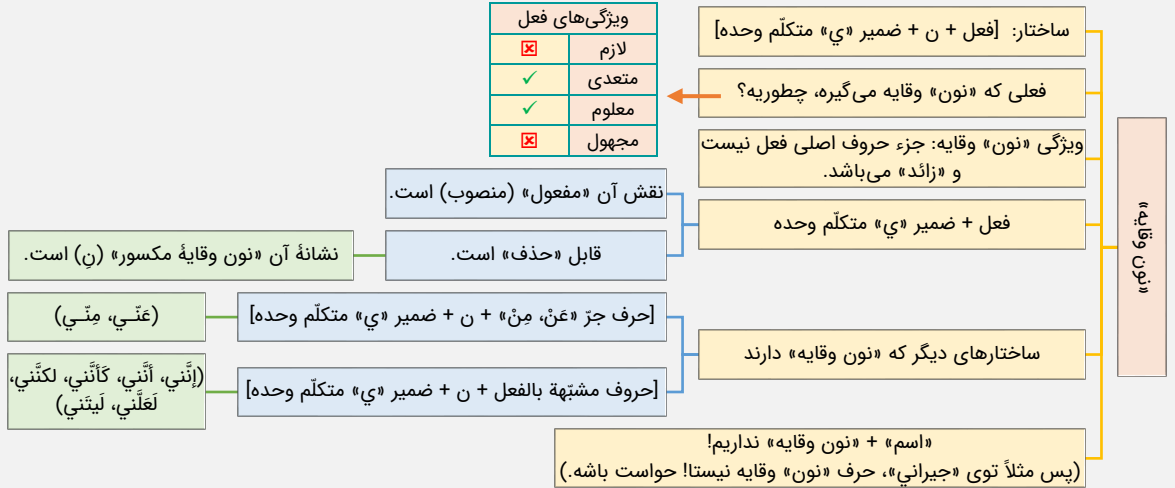 «نون وقایه»
ساختار: [فعل + ن + ضمیر «ي» متکلّم وحده]
فعلی که «نون» وقایه می‌گیره، چطوریه؟
ویژگی‌های فعل
لازم ☒
متعدی ✓
معلوم ✓
مجهول ☒
ویژگی «نون» وقایه: جزء حروف اصلی فعل نیست
و «زائد» می‌باشد.
فعل + ضمیر «ي» متکلّم وحده
نقش آن «مفعول» (منصوب) است.
قابل «حذف» است.
نشانهٔ آن «نون وقایهٔ مکسور» (نِ) است.
ساختارهای دیگر که «نون وقایه» دارند
[حرف جرّ «عَنْ، مِنْ» + ن + ضمیر «ي» متکلّم وحده]
(عَنّـي، مِنّـي)
[حروف مشبّهة بالفعل + ن + ضمیر «ي» متکلّم وحده]
(إنَّني، أنَّني، کَأنَّني، لکنَّني،
لَعَلَّني، لَیتَني)
«اسم» + «نون وقایه» نداریم!
(پس مثلاً توی «جیراني»، حرف «نون» وقایه نیستا! حواست باشه.)